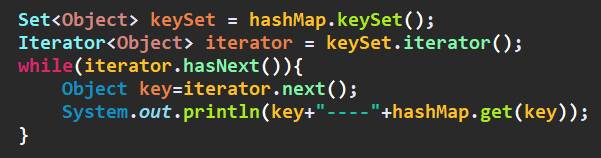 Set<Object> keySet = hashMap.keySet();
Iterator<Object> iterator = keySet.iterator();
while(iterator.hasNext()){
    Object key=iterator.next();
    System.out.println(key+"----"+hashMap.get(key));
}